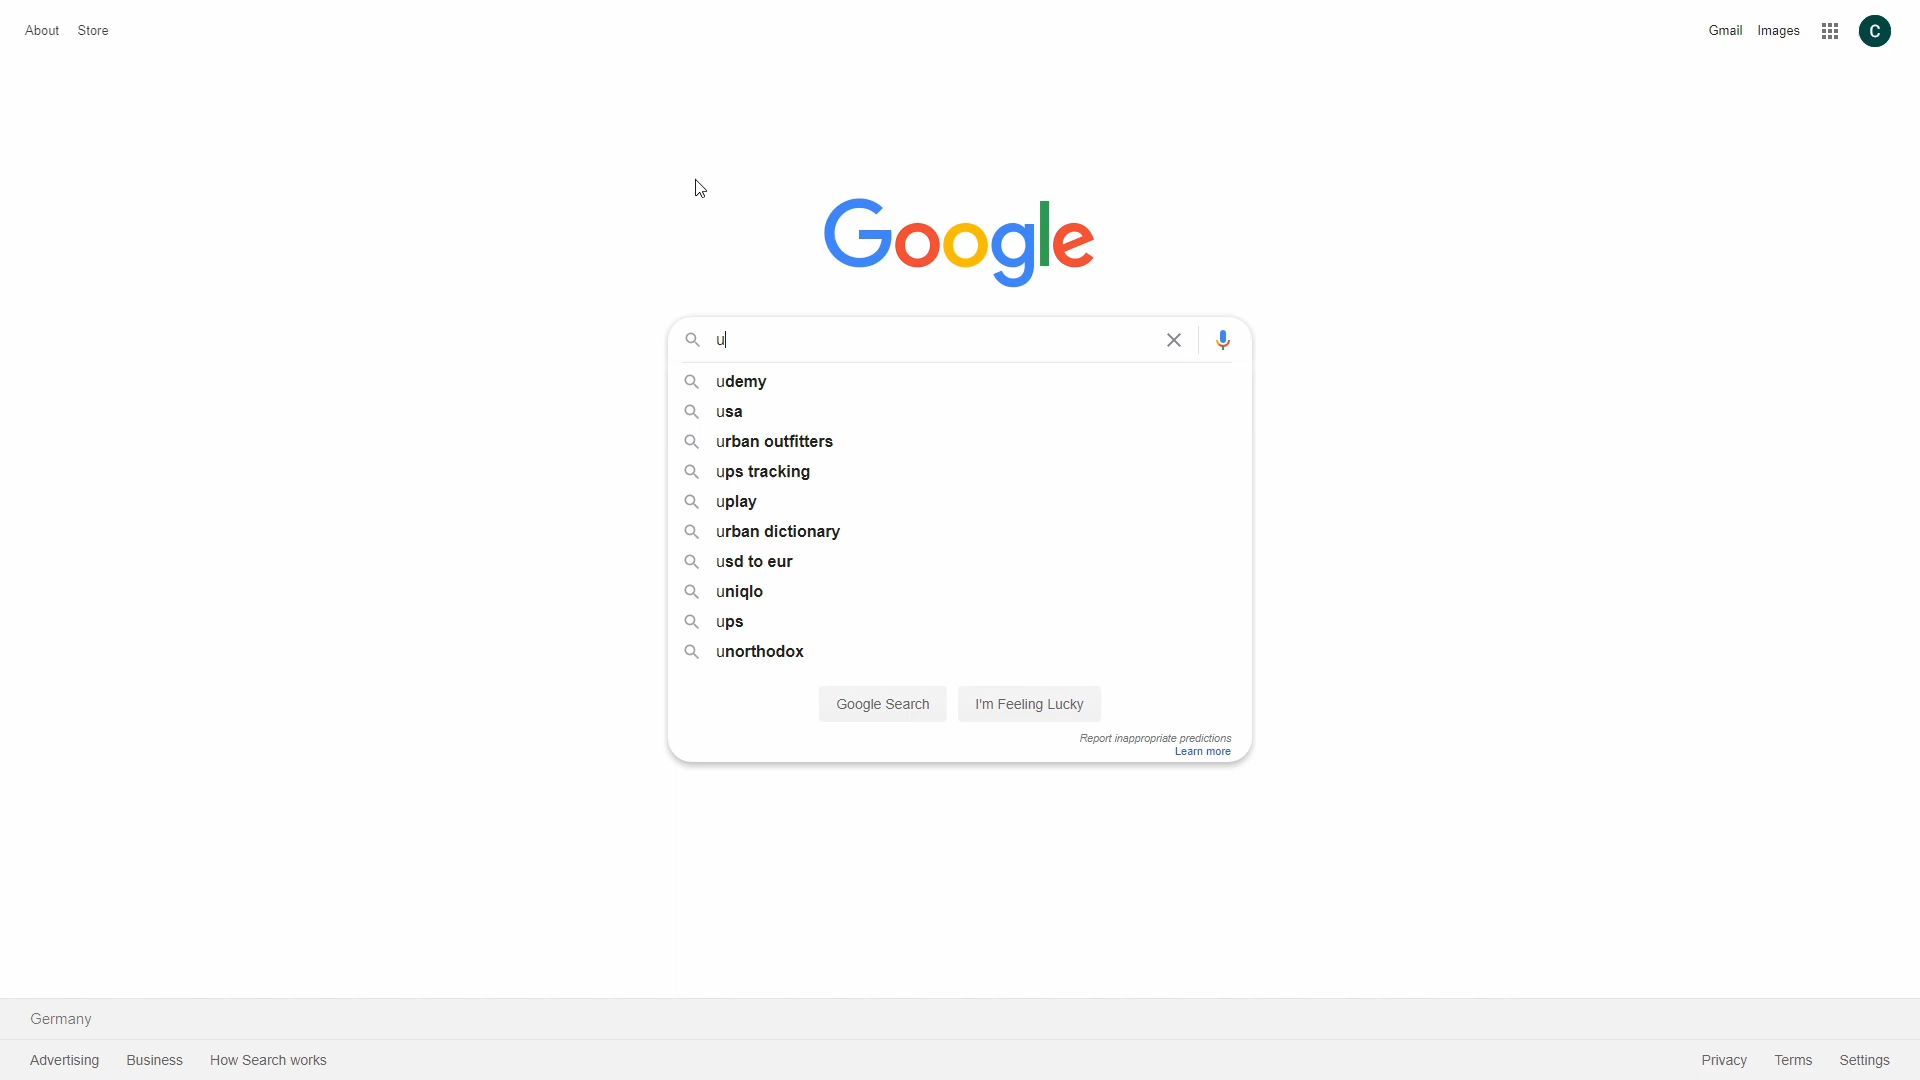 About Store
Gmail Images C
Google
u
udemy
usa
urban outfitters
ups tracking
uplay
urban dictionary
usd to eur
uniqlo
ups
unorthodox
Google Search I'm Feeling Lucky
Report inappropriate predictions
Learn more
Germany
Advertising Business How Search works Privacy Terms Settings